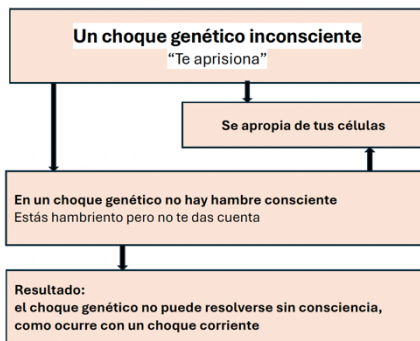 Un choque genético inconsciente
“Te aprisiona”
Se apropia de tus células
En un choque genético no hay hambre consciente
Estás hambriento pero no te das cuenta
Resultado:
el choque genético no puede resolverse sin consciencia,
como ocurre con un choque corriente